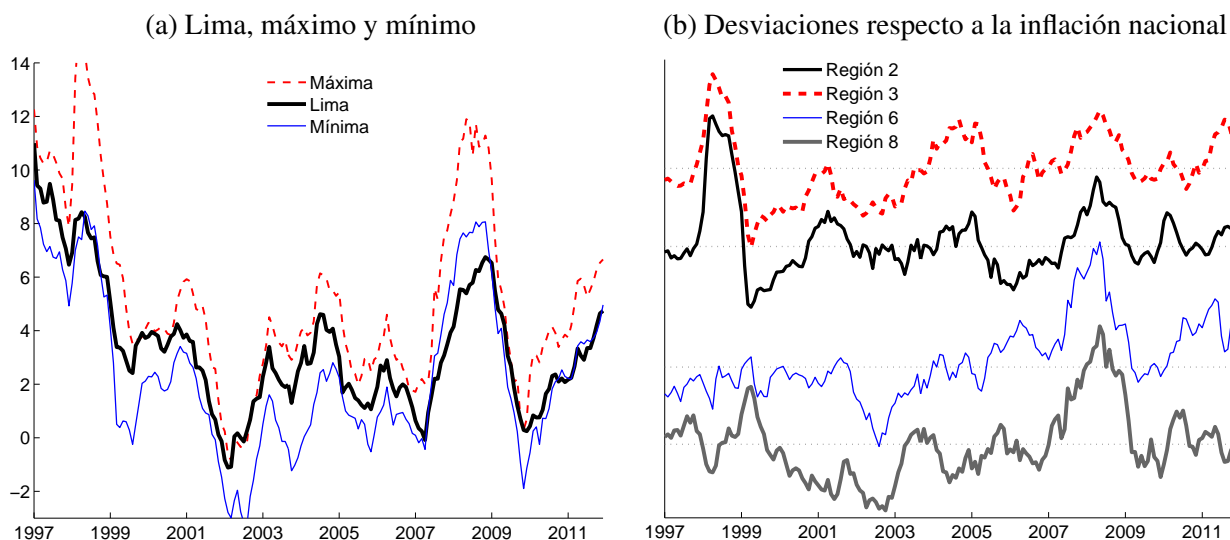 (a) Lima, máximo y mínimo
14
12
10
8
6
4
2
0
−2
Máxima
Lima
Mínima
1997 1999 2001 2003 2005 2007 2009 2011
(b) Desviaciones respecto a la inflación nacional
Región 2
Región 3
Región 6
Región 8
1997 1999 2001 2003 2005 2007 2009 2011